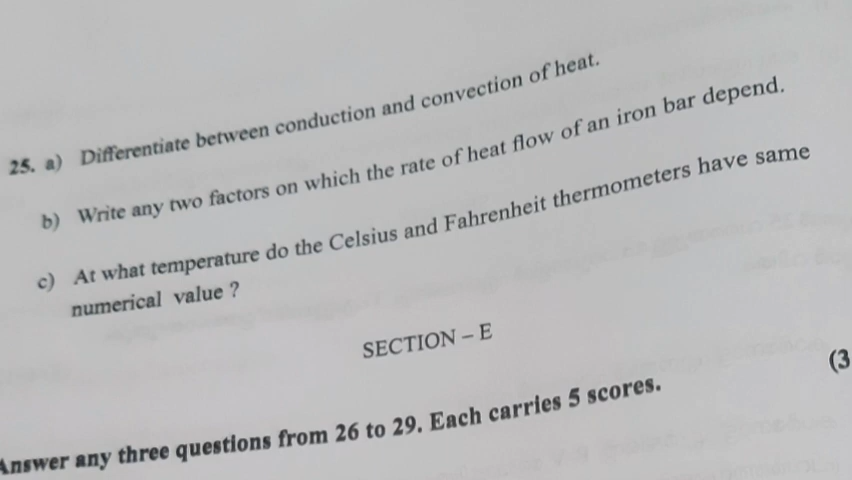 25. a) Differentiate between conduction and convection of heat.
b) Write any two factors on which the rate of heat flow of an iron bar depend.
c) At what temperature do the Celsius and Fahrenheit thermometers have same
numerical value ?
SECTION – E
(3
Answer any three questions from 26 to 29. Each carries 5 scores.